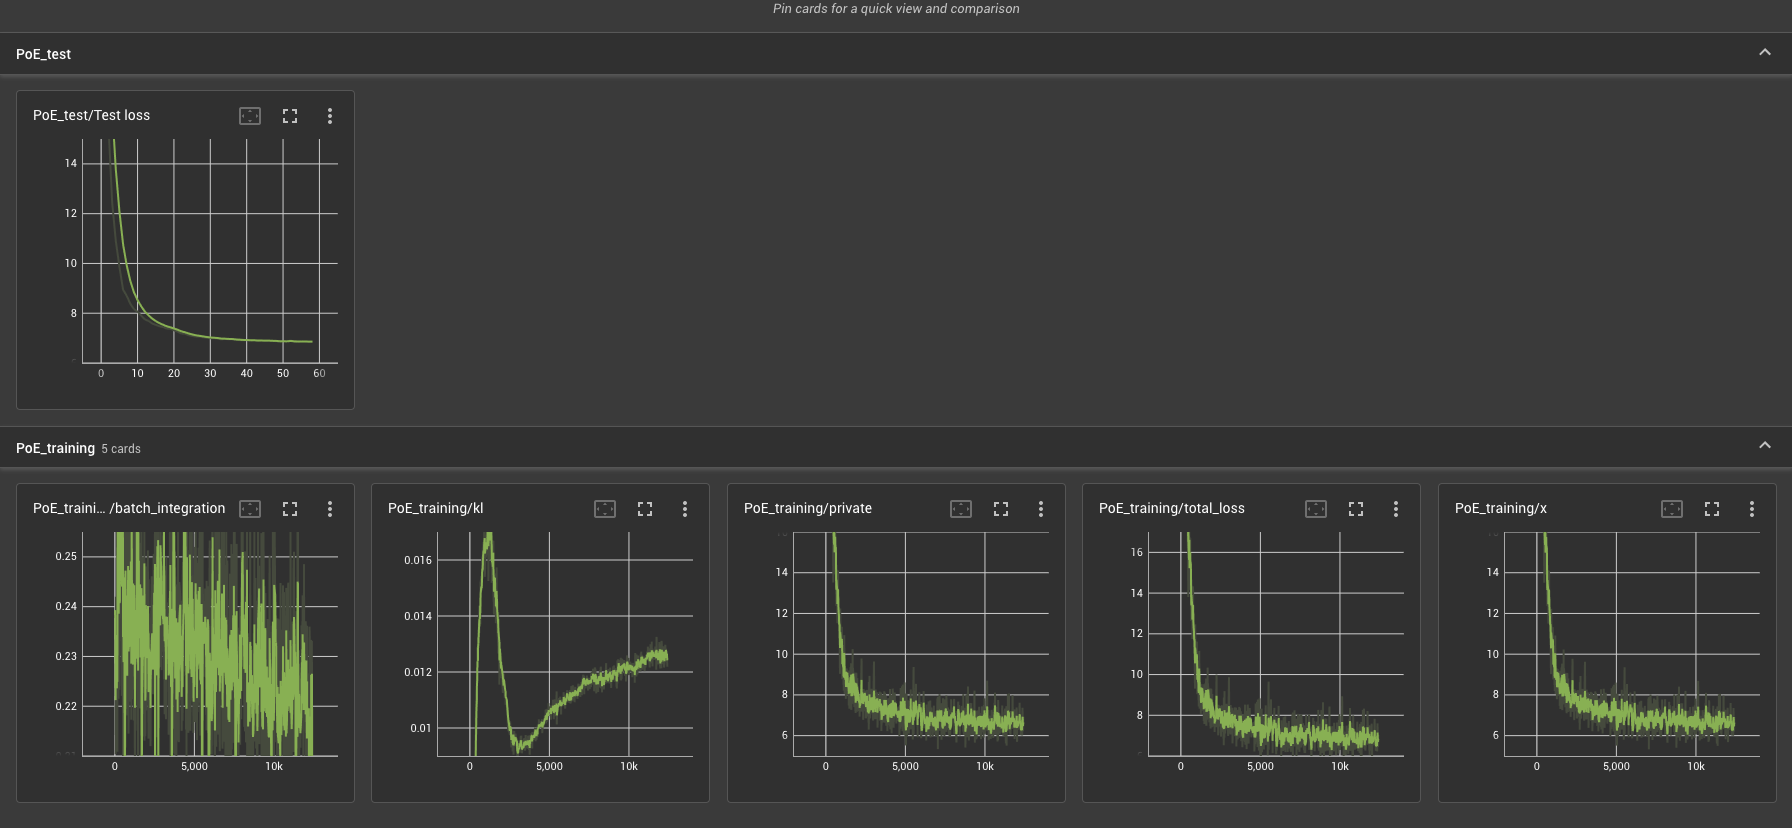 Pin cards for a quick view and comparison
PoE_test
PoE_test/Test loss
14
12
10
8
0 10 20 30 40 50 60
PoE_training 5 cards
PoE_traini... /batch_integration
0.25
0.24
0.23
0.22
0 5,000 10k
PoE_training/kl
0.016
0.014
0.012
0.01
0 5,000 10k
PoE_training/private
14
12
10
8
6
0 5,000 10k
PoE_training/total_loss
16
14
12
10
8
0 5,000 10k
PoE_training/x
14
12
10
8
6
0 5,000 10k